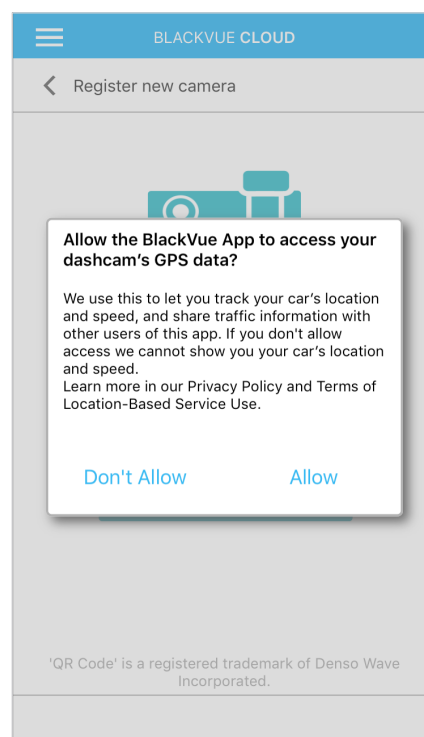 BLACKVUE CLOUD
Register new camera
Allow the BlackVue App to access your
dashcam’s GPS data?
We use this to let you track your car’s location
and speed, and share traffic information with
other users of this app. If you don't allow
access we cannot show you your car’s location
and speed.
Learn more in our Privacy Policy and Terms of
Location-Based Service Use.
Don't Allow
Allow
'QR Code' is a registered trademark of Denso Wave
Incorporated.